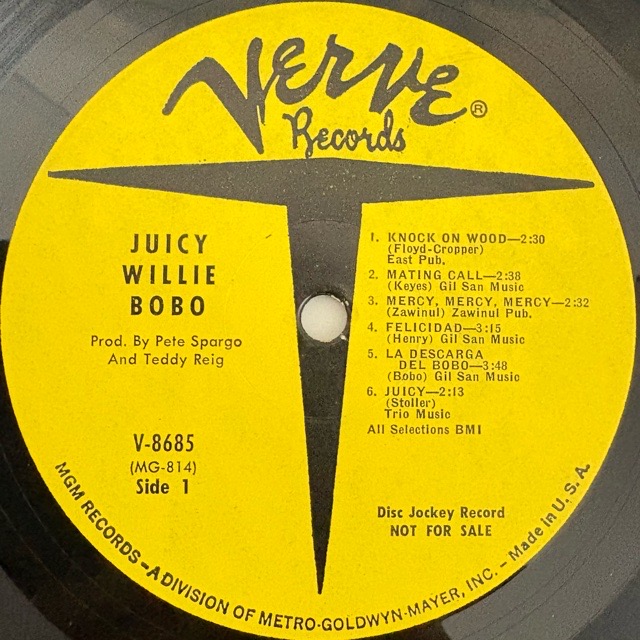 VERVE ®
Records
JUICY
WILLIE
BOBO
Prod. By Pete Spargo
And Teddy Reig
V-8685
(MG-814)
Side 1
1. KNOCK ON WOOD—2:30
(Floyd-Cropper)
East Pub.
2. MATING CALL—2:38
(Keyes) Gil San Music
3. MERCY, MERCY, MERCY—2:32
(Zawinul) Zawinul Pub.
4. FELICIDAD—3:15
(Henry) Gil San Music
5. LA DESCARGA
DEL BOBO—3:48
(Bobo) Gil San Music
6. JUICY—2:13
(Stoller)
Trio Music
All Selections BMI
Disc Jockey Record
NOT FOR SALE
MGM RECORDS—A DIVISION OF METRO-GOLDWYN-MAYER, INC. – Made in U. S. A.